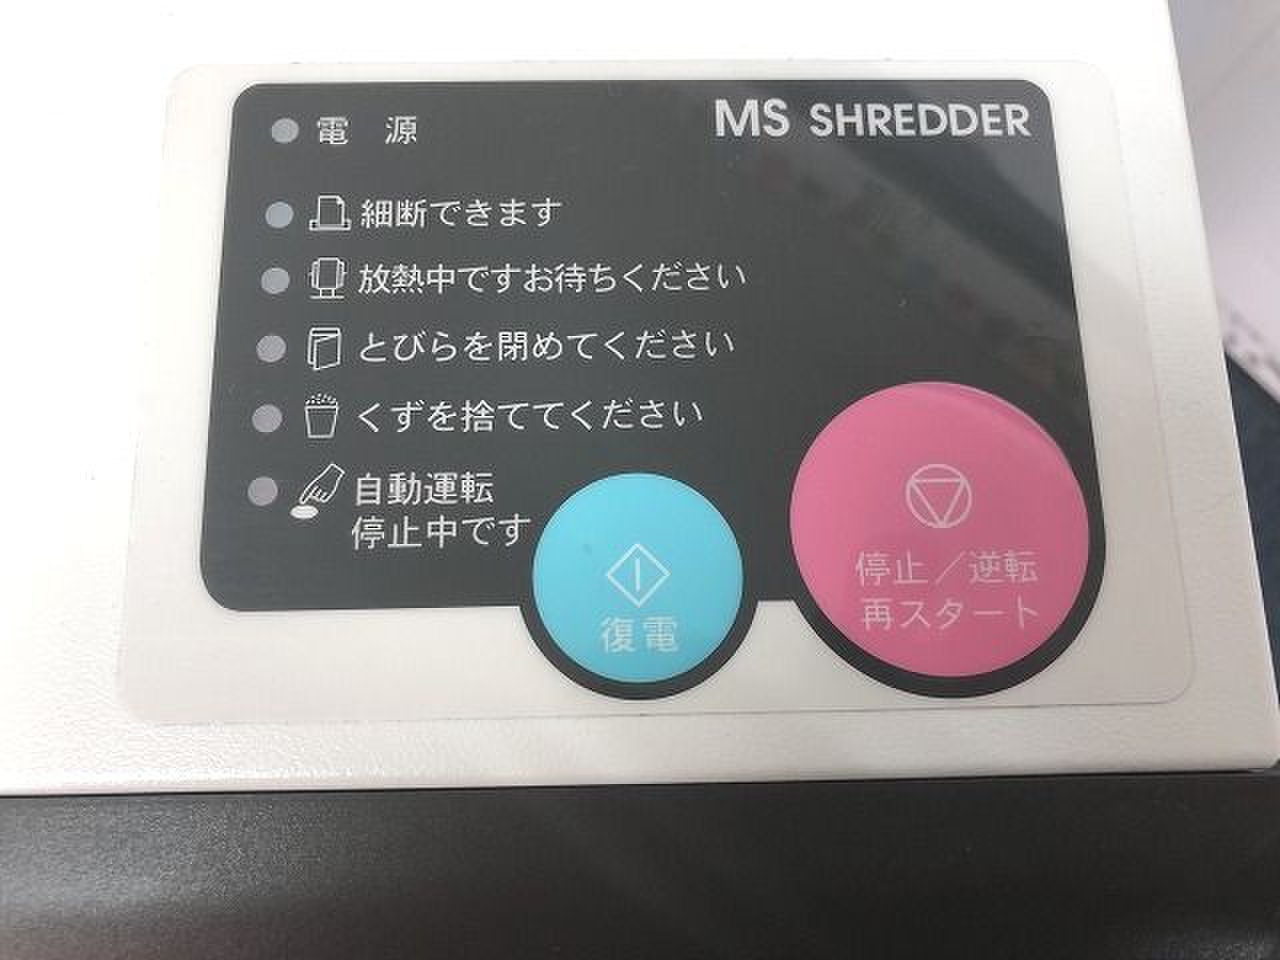 MS SHREDDER
電 源
細断できます
放熱中ですお待ちください
とびらを閉めてください
くずを捨ててください
自動運転
停止中です
復電
停止/逆転
再スタート